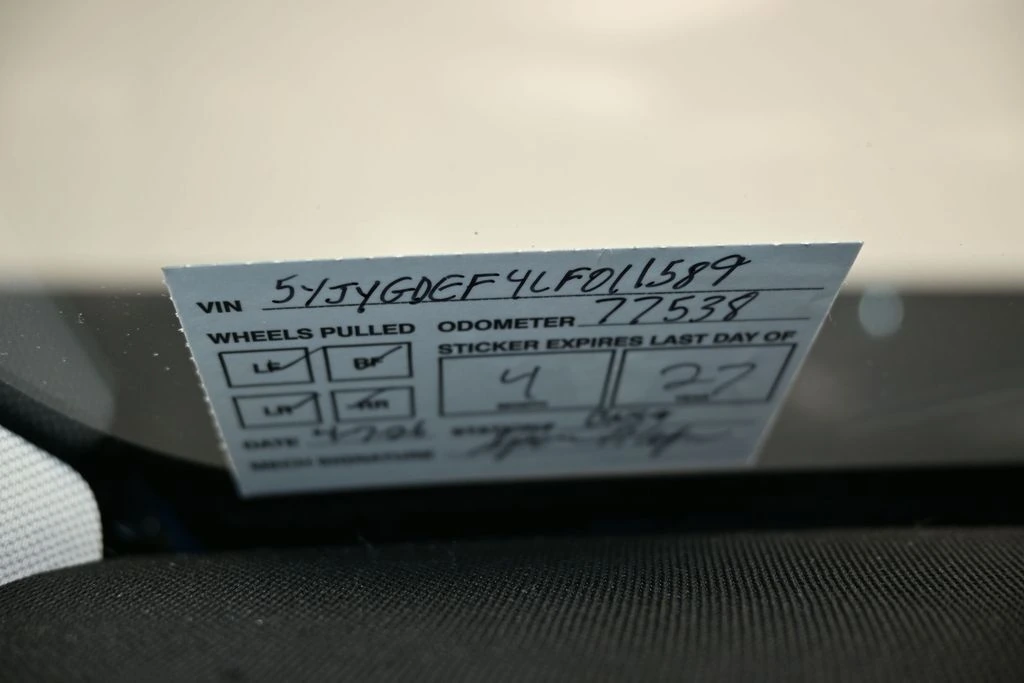 VIN 5YJYGDEF4LF011589
WHEELS PULLED ODOMETER 77538
STICKER EXPIRES LAST DAY OF
LF RF 4 27
LR RR
DATE
MECH SIGNATURE